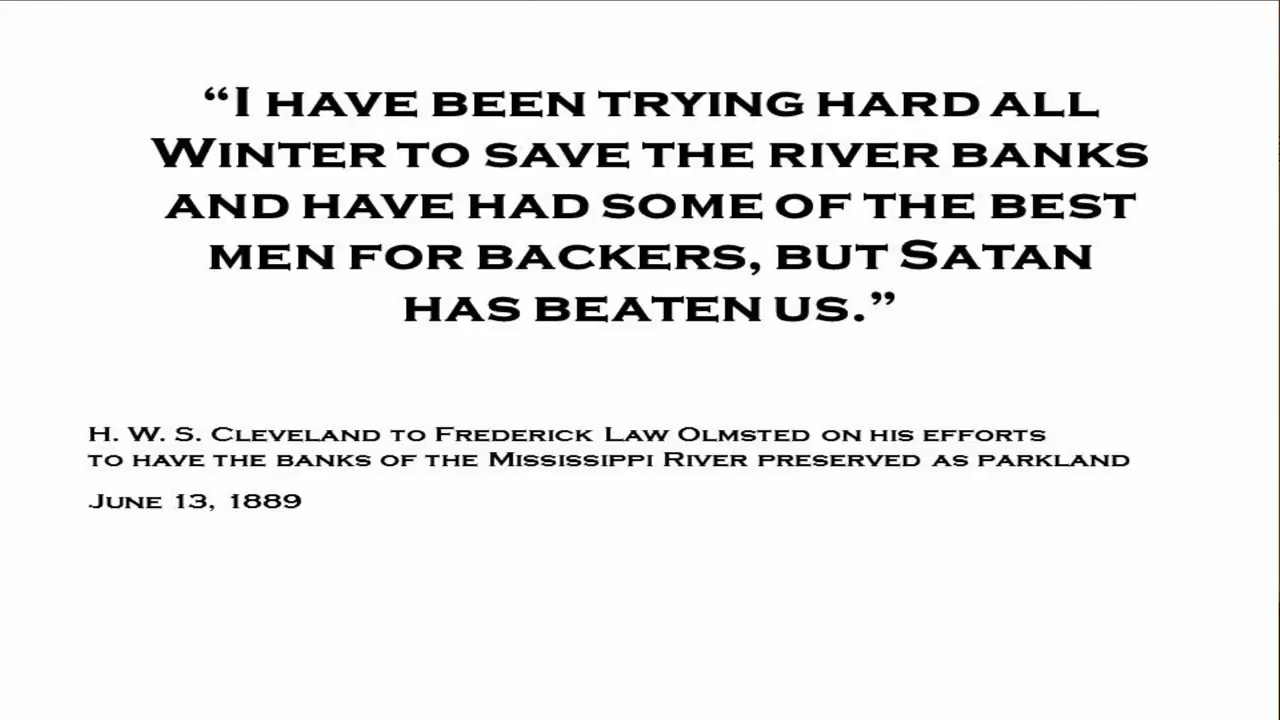 “I HAVE BEEN TRYING HARD ALL
WINTER TO SAVE THE RIVER BANKS
AND HAVE HAD SOME OF THE BEST
MEN FOR BACKERS, BUT SATAN
HAS BEATEN US.”
H. W. S. CLEVELAND TO FREDERICK LAW OLMSTED ON HIS EFFORTS
TO HAVE THE BANKS OF THE MISSISSIPPI RIVER PRESERVED AS PARKLAND
JUNE 13, 1889